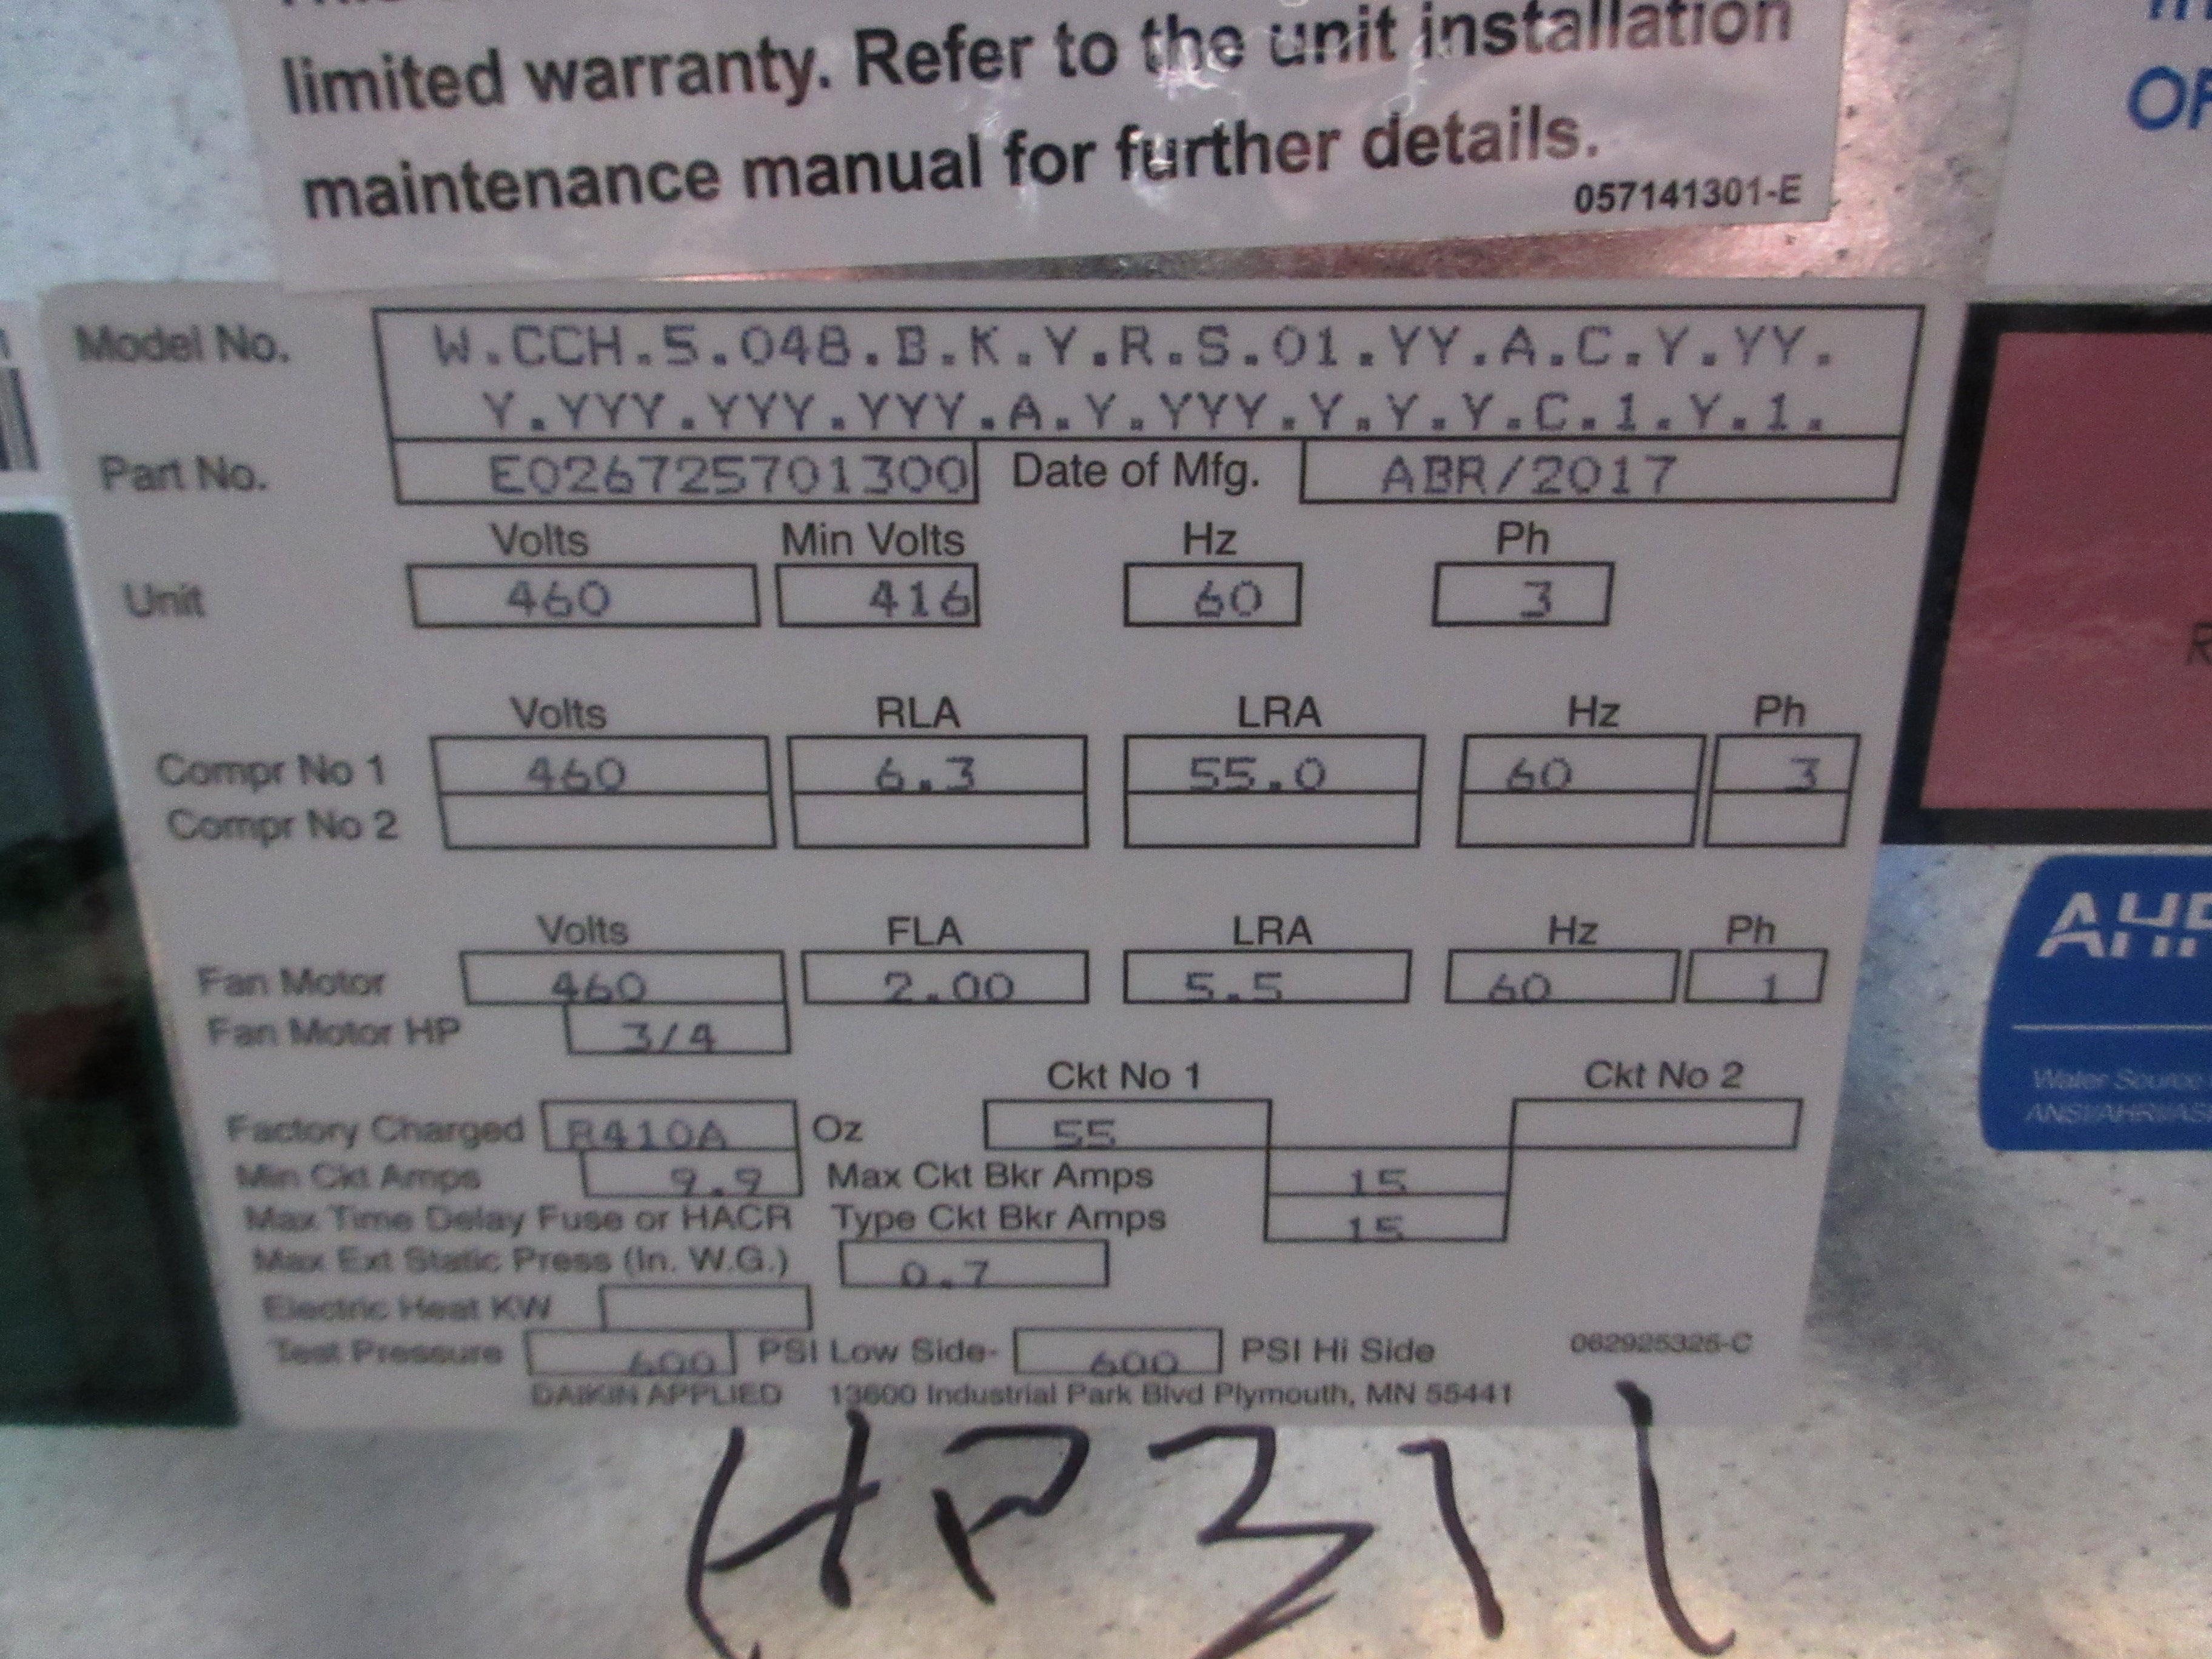 limited warranty. Refer to the unit installation
maintenance manual for further details.
057141301-E
OF
Model No. W.CCH.5.048.B.K.Y.R.S.01.YY.A.C.Y.YY.
Y.YYY.YYY.YYY.A.Y.YYY.Y.Y.Y.C.1.Y.1.
Part No. E026725701300 Date of Mfg. ABR/2017
Volts Min Volts Hz Ph
Unit 460 416 60 3
Volts RLA LRA Hz Ph
Compr No 1 460 6.3 55.0 60 3
Compr No 2
Volts FLA LRA Hz Ph
Fan Motor 460 2.00 5.5 60 1
Fan Motor HP 3/4
Ckt No 1 Ckt No 2
Factory Charged R410A Oz 55
Min Ckt Amps 9.9 Max Ckt Bkr Amps 15
Max Time Delay Fuse or HACR Type Ckt Bkr Amps 15
Max Ext Static Press (In. W.G.) 0.7
Electric Heat KW
Test Pressure 600 PSI Low Side- 600 PSI Hi Side 062925325-C
DAIKIN APPLIED 13600 Industrial Park Blvd Plymouth, MN 55441
HP311
R
Water Source